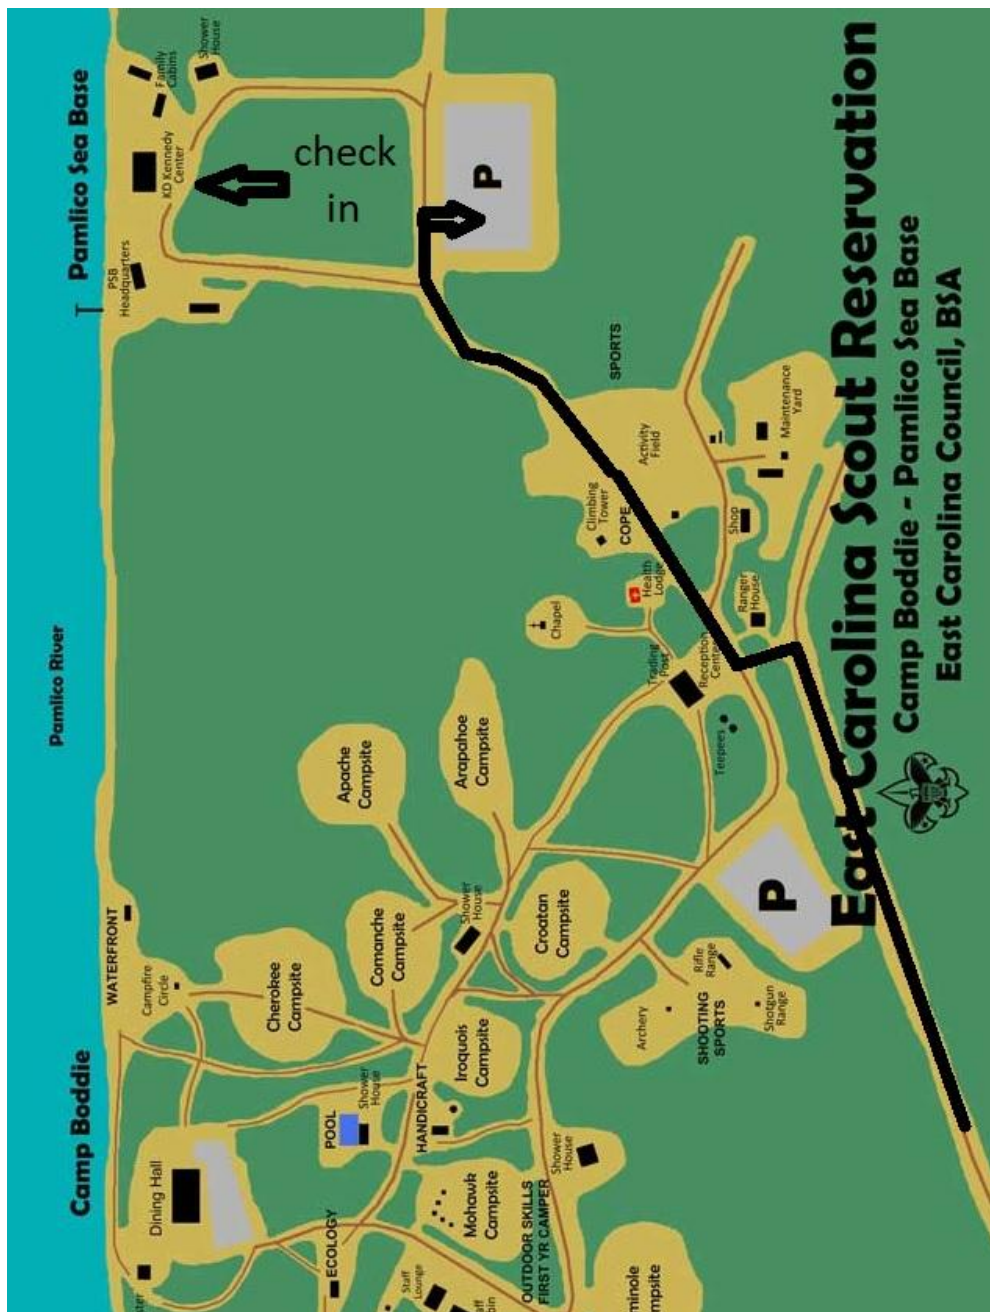 Pamlico Sea Base
Family
Cabins
Shower
House
KD Kennedy
Center
PSB
Headquarters
check
in
P
Pamlico River
SPORTS
Activity
Field
Climbing
Tower
COPE
Health
Lodge
Chapel
Trading
Post
Reception
Center
Teepees
Ranger
House
Shop
Maintenance
Yard
East Carolina Scout Reservation
Camp Boddie - Pamlico Sea Base
East Carolina Council, BSA
Apache
Campsite
Arapahoe
Campsite
P
WATERFRONT
Campfire
Circle
Cherokee
Campsite
Comanche
Campsite
Shower
House
Croatan
Campsite
Iroquois
Campsite
Archery
Rifle
Range
Shotgun
Range
SHOOTING
SPORTS
Camp Boddie
Dining Hall
POOL
Shower
House
HANDICRAFT
Mohawk
Campsite
Shower
House
OUTDOOR SKILLS
FIRST YR CAMPER
ECOLOGY
Staff
Lounge